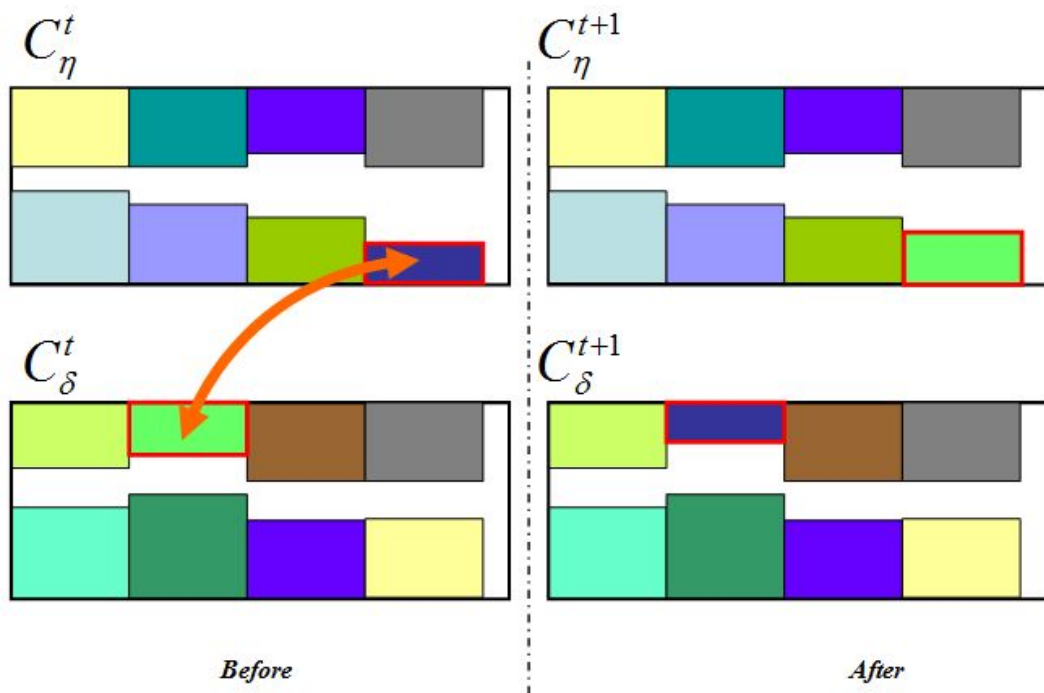 C_η^t
C_η^{t+1}
C_δ^t
C_δ^{t+1}
Before
After